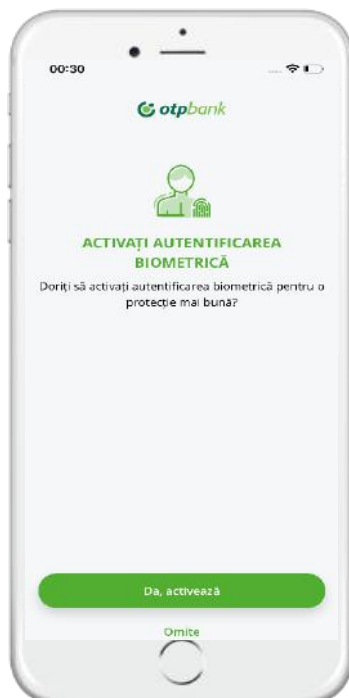 00:30
otpbank
ACTIVAȚI AUTENTIFICAREA
BIOMETRICĂ
Doriți să activați autentificarea biometrică pentru o
protecție mai bună?
Da, activează
Omite